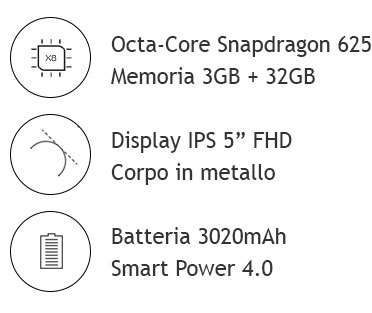 X8
Octa-Core Snapdragon 625
Memoria 3GB + 32GB
Display IPS 5” FHD
Corpo in metallo
Batteria 3020mAh
Smart Power 4.0